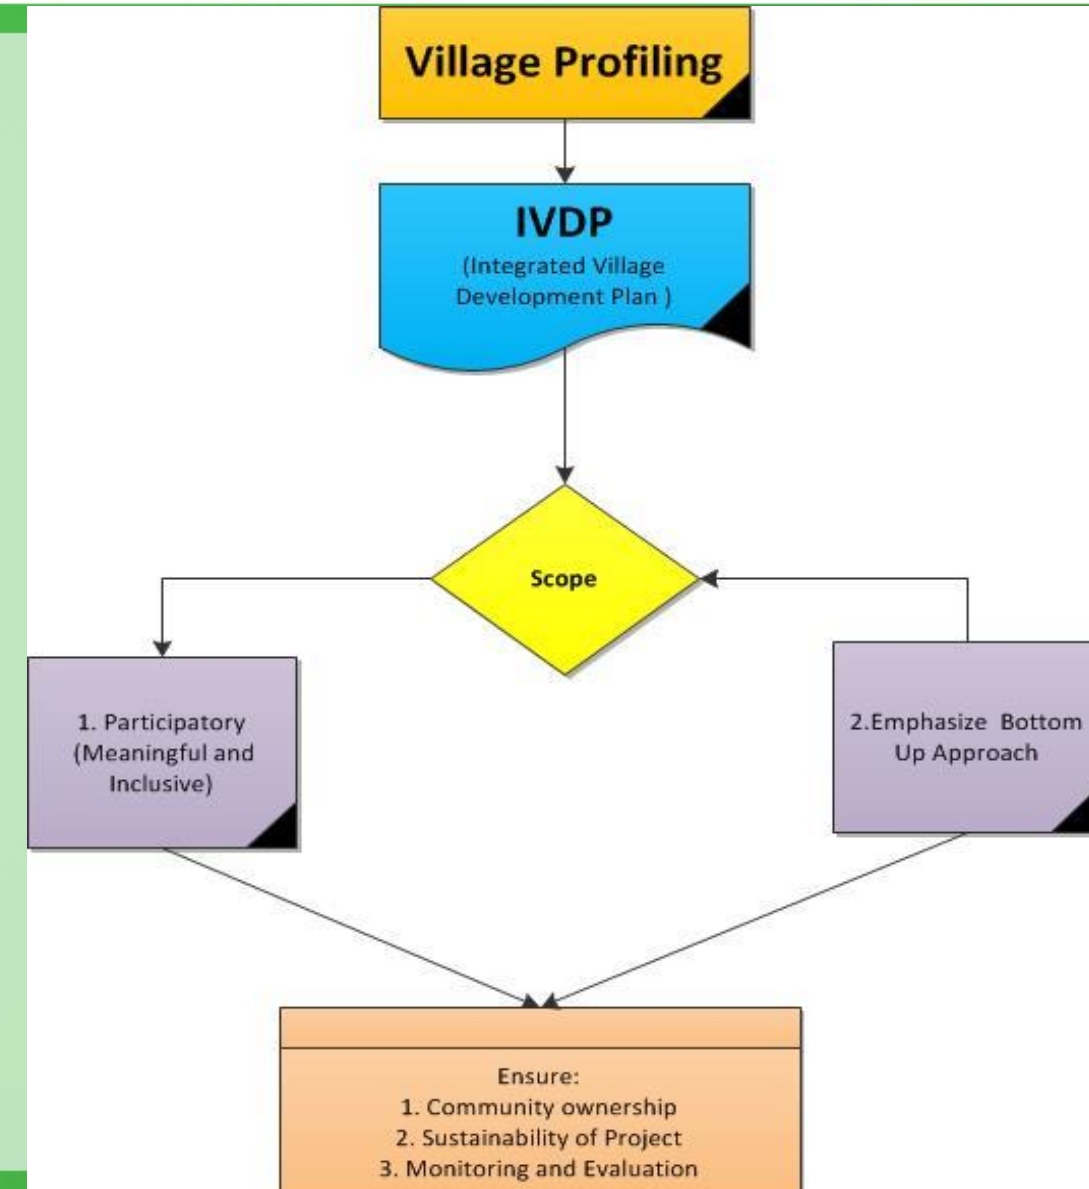 Village Profiling
IVDP
(Integrated Village
Development Plan )
Scope
1. Participatory
(Meaningful and
Inclusive)
2.Emphasize Bottom
Up Approach
Ensure:
1. Community ownership
2. Sustainability of Project
3. Monitoring and Evaluation